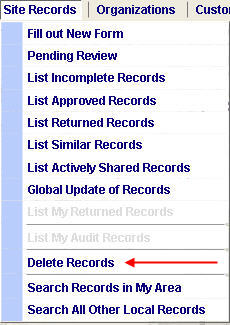 Site Records Organizations Custo
Fill out New Form
Pending Review
List Incomplete Records
List Approved Records
List Returned Records
List Similar Records
List Actively Shared Records
Global Update of Records
List My Returned Records
List My Audit Records
Delete Records
Search Records in My Area
Search All Other Local Records